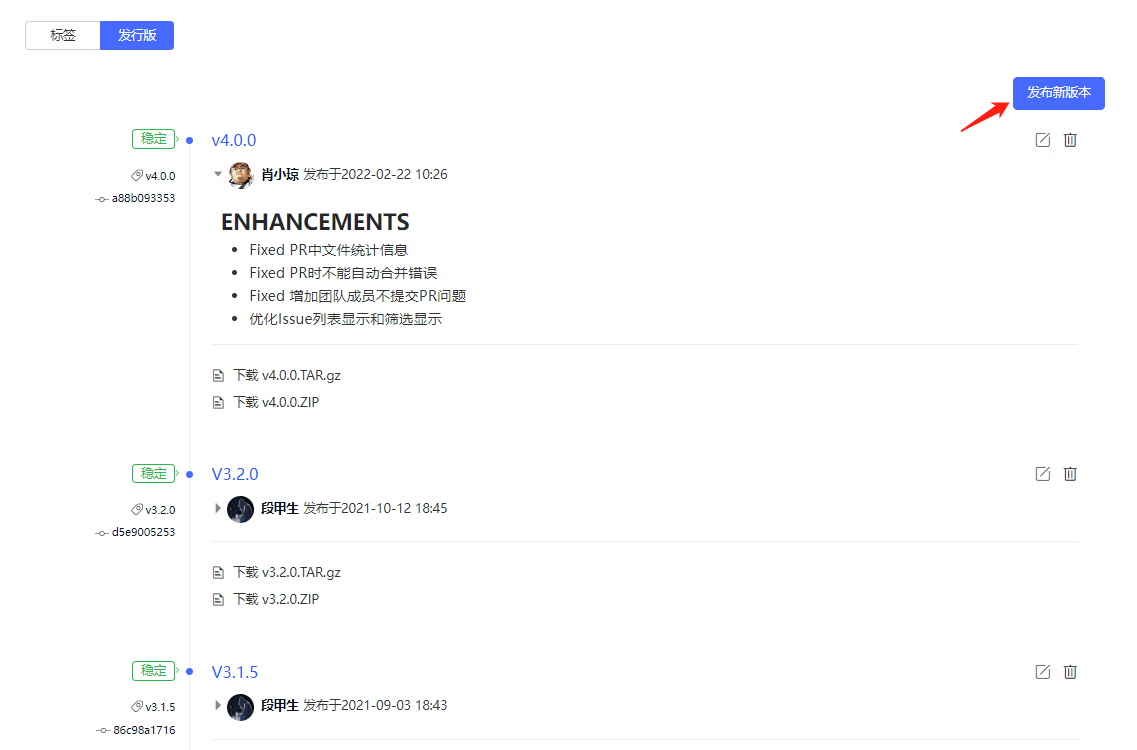 标签
发行版
发布新版本
稳定
v4.0.0
v4.0.0
肖小琼 发布于2022-02-22 10:26
a88b093353
ENHANCEMENTS
Fixed PR中文件统计信息
Fixed PR时不能自动合并错误
Fixed 增加团队成员不提交PR问题
优化Issue列表显示和筛选显示
下载 v4.0.0.TAR.gz
下载 v4.0.0.ZIP
稳定
V3.2.0
v3.2.0
段甲生 发布于2021-10-12 18:45
d5e9005253
下载 v3.2.0.TAR.gz
下载 v3.2.0.ZIP
稳定
V3.1.5
v3.1.5
段甲生 发布于2021-09-03 18:43
86c98a1716